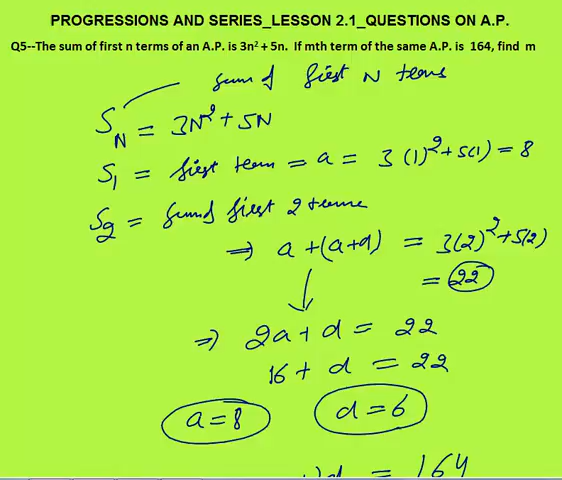 PROGRESSIONS AND SERIES_LESSON 2.1_QUESTIONS ON A.P.
Q5--The sum of first n terms of an A.P. is 3n² + 5n. If mth term of the same A.P. is 164, find m
sum of first N terms
S_N = 3N² + 5N
S₁ = first term = a = 3(1)² + 5(1) = 8
S₂ = sum of first 2 terms
⇒ a + (a+d) = 3(2)² + 5(2)
= 22
⇒ 2a + d = 22
16 + d = 22
a = 8 d = 6
)d = 164